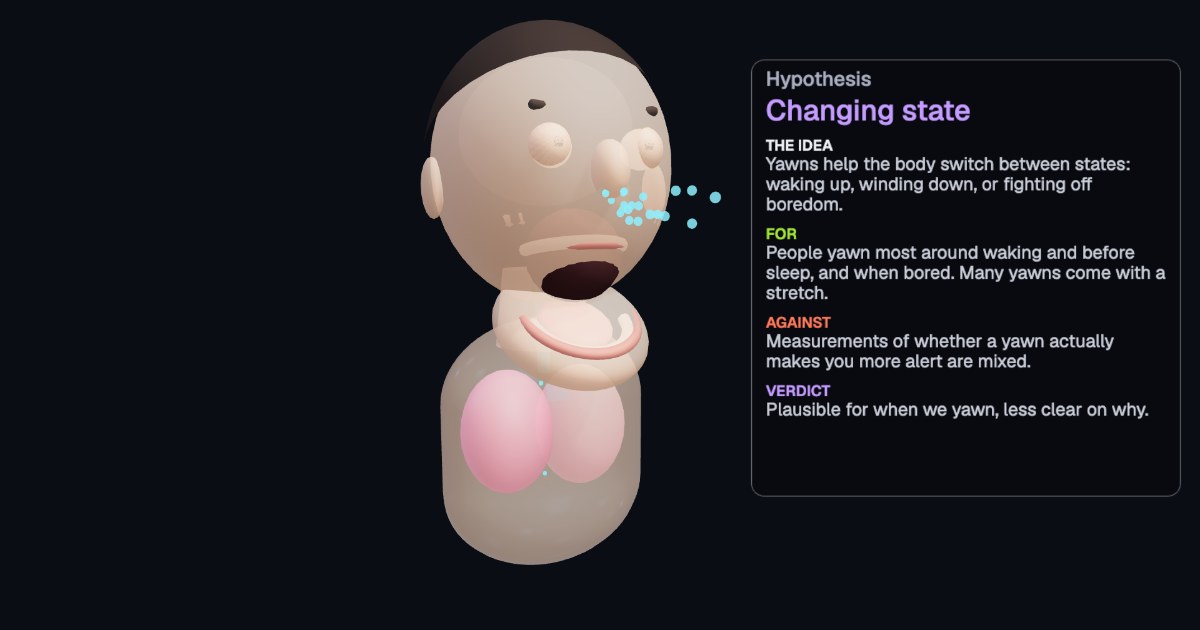 Hypothesis
Changing state
THE IDEA
Yawns help the body switch between states:
waking up, winding down, or fighting off
boredom.
FOR
People yawn most around waking and before
sleep, and when bored. Many yawns come with a
stretch.
AGAINST
Measurements of whether a yawn actually
makes you more alert are mixed.
VERDICT
Plausible for when we yawn, less clear on why.